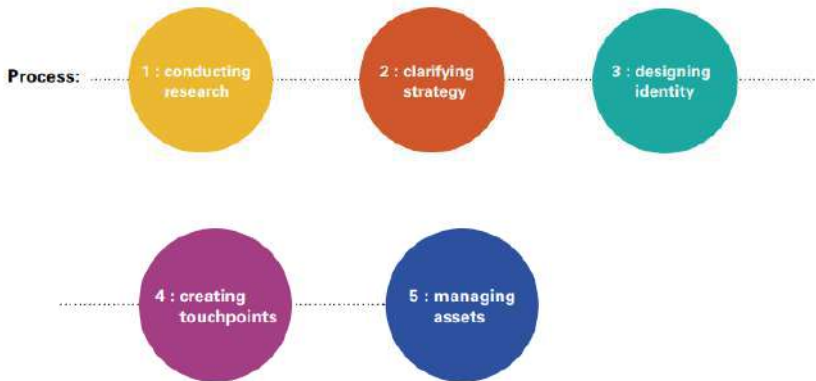 Process:
1 : conducting
research
2 : clarifying
strategy
3 : designing
identity
4 : creating
touchpoints
5 : managing
assets